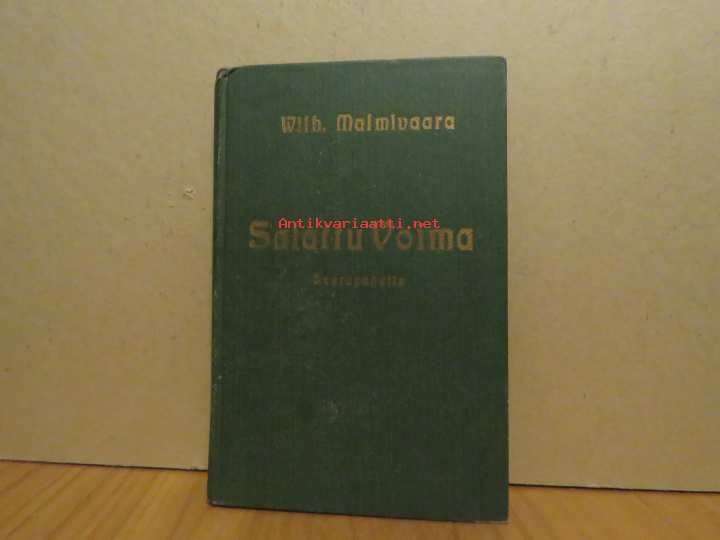 Wilh. Malmivaara
Antikvariaatti.net
Salattu Voima